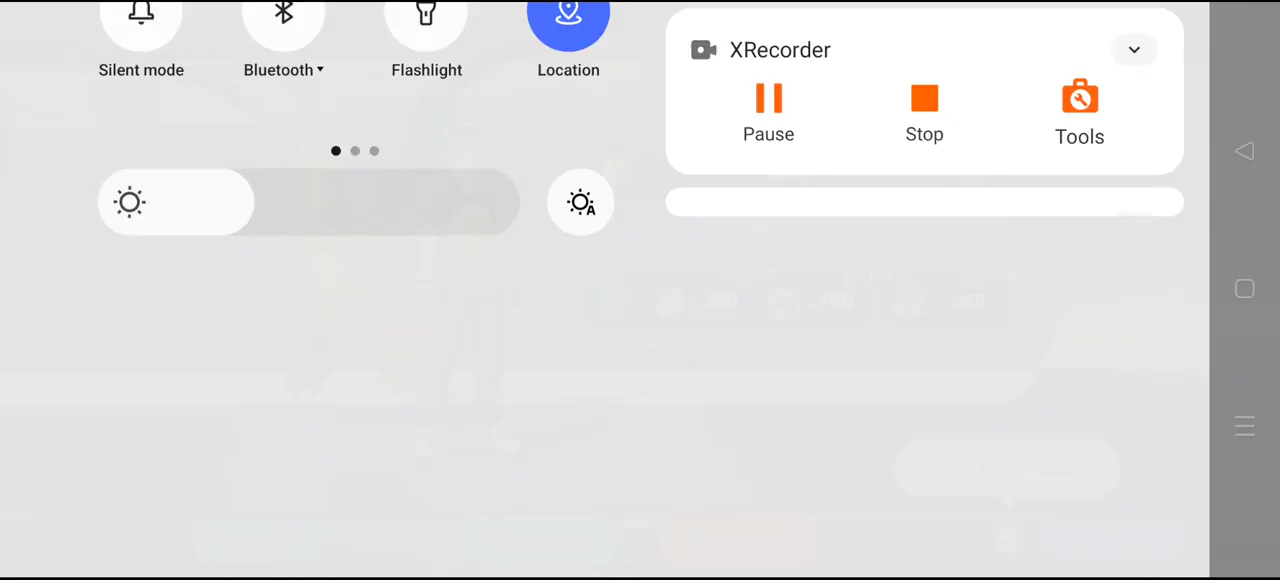 Silent mode
Bluetooth
Flashlight
Location
XRecorder
Pause
Stop
Tools
A